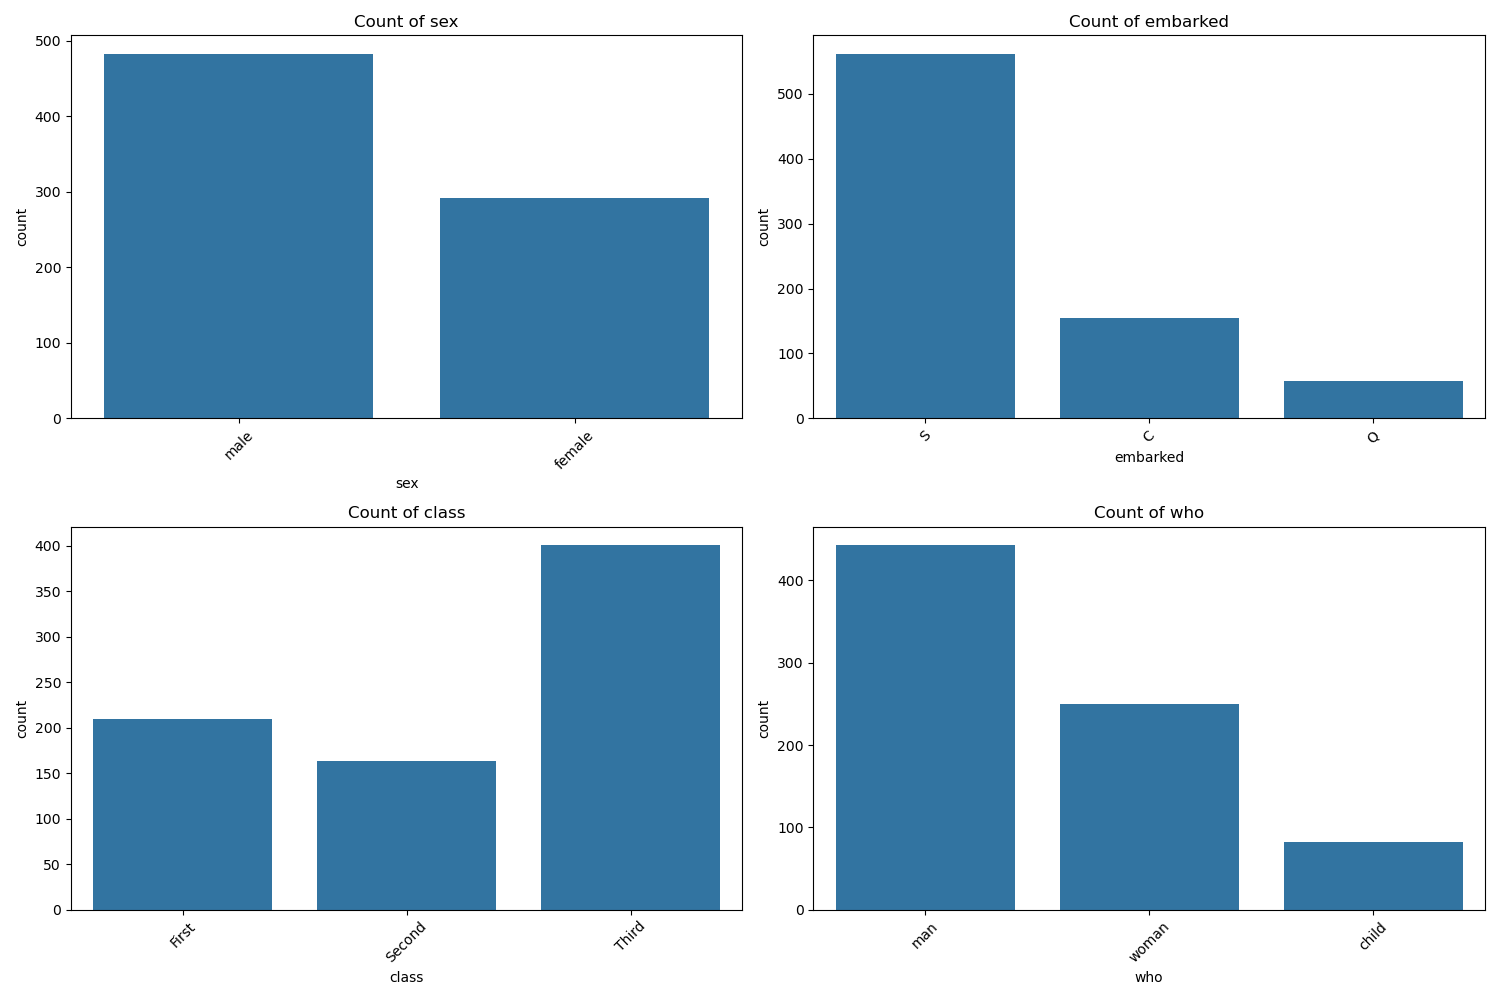 Count of sex
500
400
300
200
100
0
count
male
female
sex
Count of embarked
500
400
300
200
100
0
count
S
C
Q
embarked
Count of class
400
350
300
250
200
150
100
50
0
count
First
Second
Third
class
Count of who
400
300
200
100
0
count
man
woman
child
who